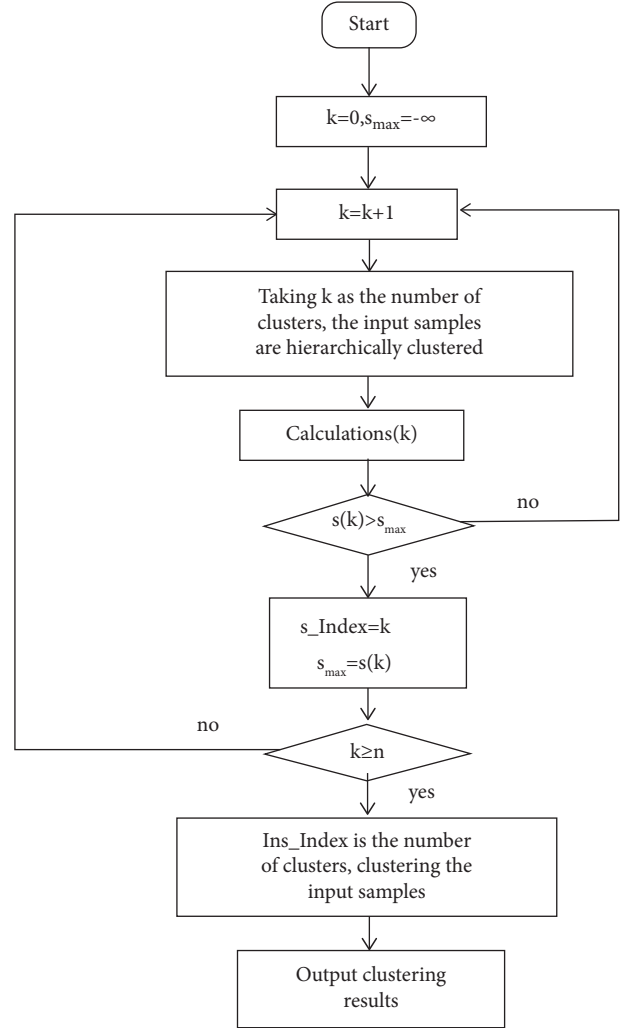 Start
k=0,smax=-∞
k=k+1
Taking k as the number of
clusters, the input samples
are hierarchically clustered
Calculations(k)
s(k)>smax
no
yes
s_Index=k
smax=s(k)
no
k≥n
yes
Ins_Index is the number
of clusters, clustering the
input samples
Output clustering
results